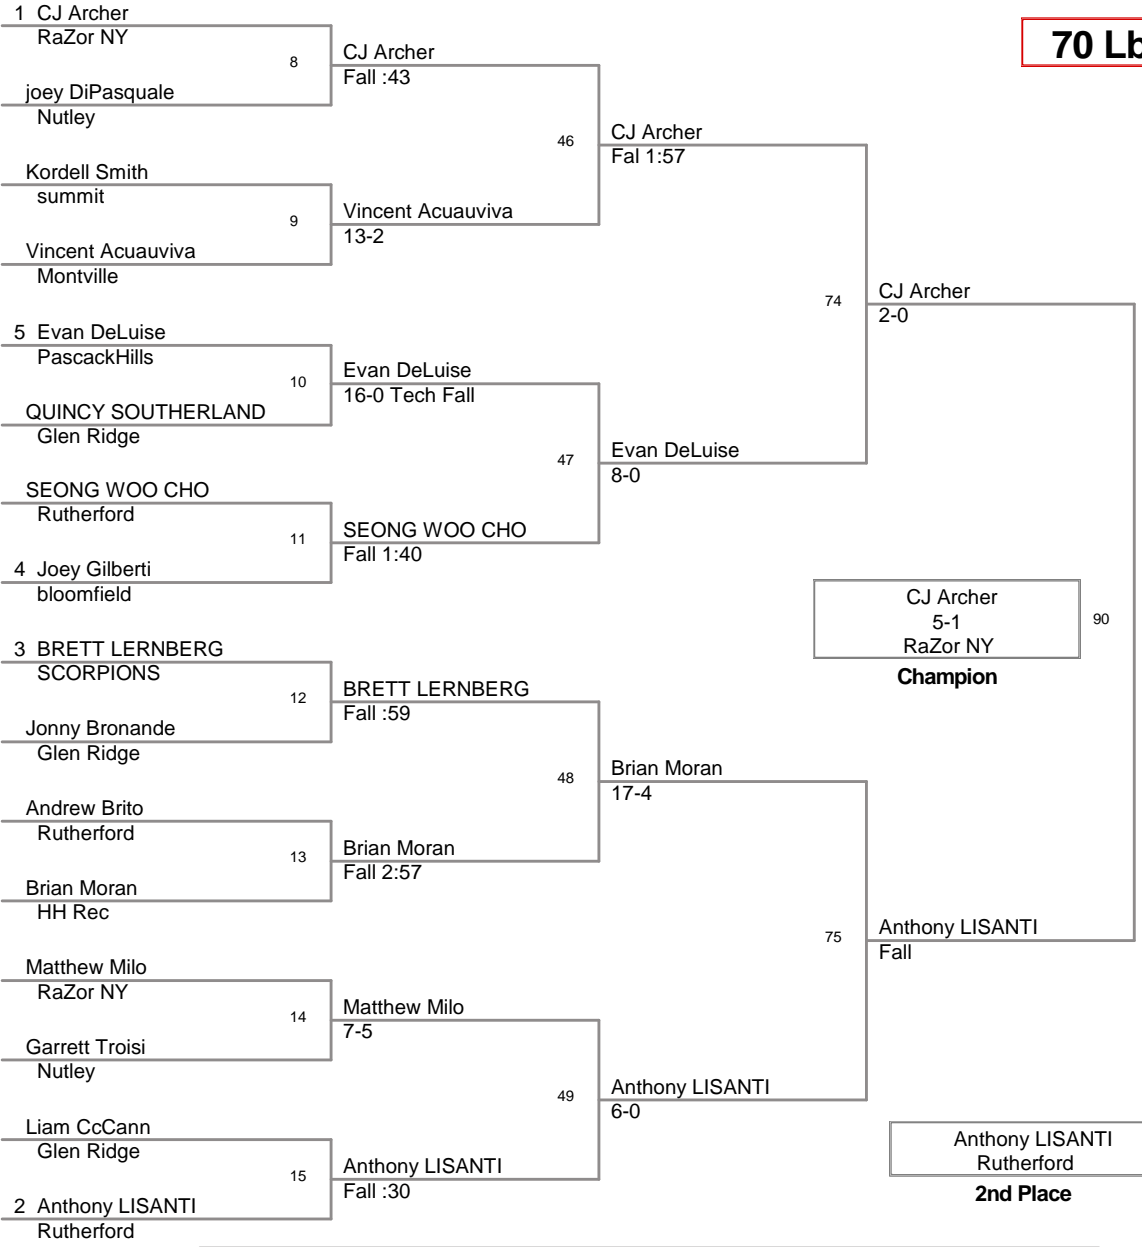 1 CJ Archer
RaZor NY
8
joey DiPasquale
Nutley
CJ Archer
Fall :43
46
Kordell Smith
summit
9
Vincent Acuauviva
Montville
Vincent Acuauviva
13-2
CJ Archer
Fal 1:57
74
5 Evan DeLuise
PascackHills
10
QUINCY SOUTHERLAND
Glen Ridge
Evan DeLuise
16-0 Tech Fall
47
SEONG WOO CHO
Rutherford
11
4 Joey Gilberti
bloomfield
SEONG WOO CHO
Fall 1:40
Evan DeLuise
8-0
CJ Archer
2-0
3 BRETT LERNBERG
SCORPIONS
12
Jonny Bronande
Glen Ridge
BRETT LERNBERG
Fall :59
48
Andrew Brito
Rutherford
13
Brian Moran
HH Rec
Brian Moran
Fall 2:57
Brian Moran
17-4
75
Matthew Milo
RaZor NY
14
Garrett Troisi
Nutley
Matthew Milo
7-5
49
Liam CcCann
Glen Ridge
15
2 Anthony LISANTI
Rutherford
Anthony LISANTI
Fall :30
Anthony LISANTI
6-0
Anthony LISANTI
Fall
70 Lb
CJ Archer
5-1
RaZor NY
90
Champion
Anthony LISANTI
Rutherford
2nd Place